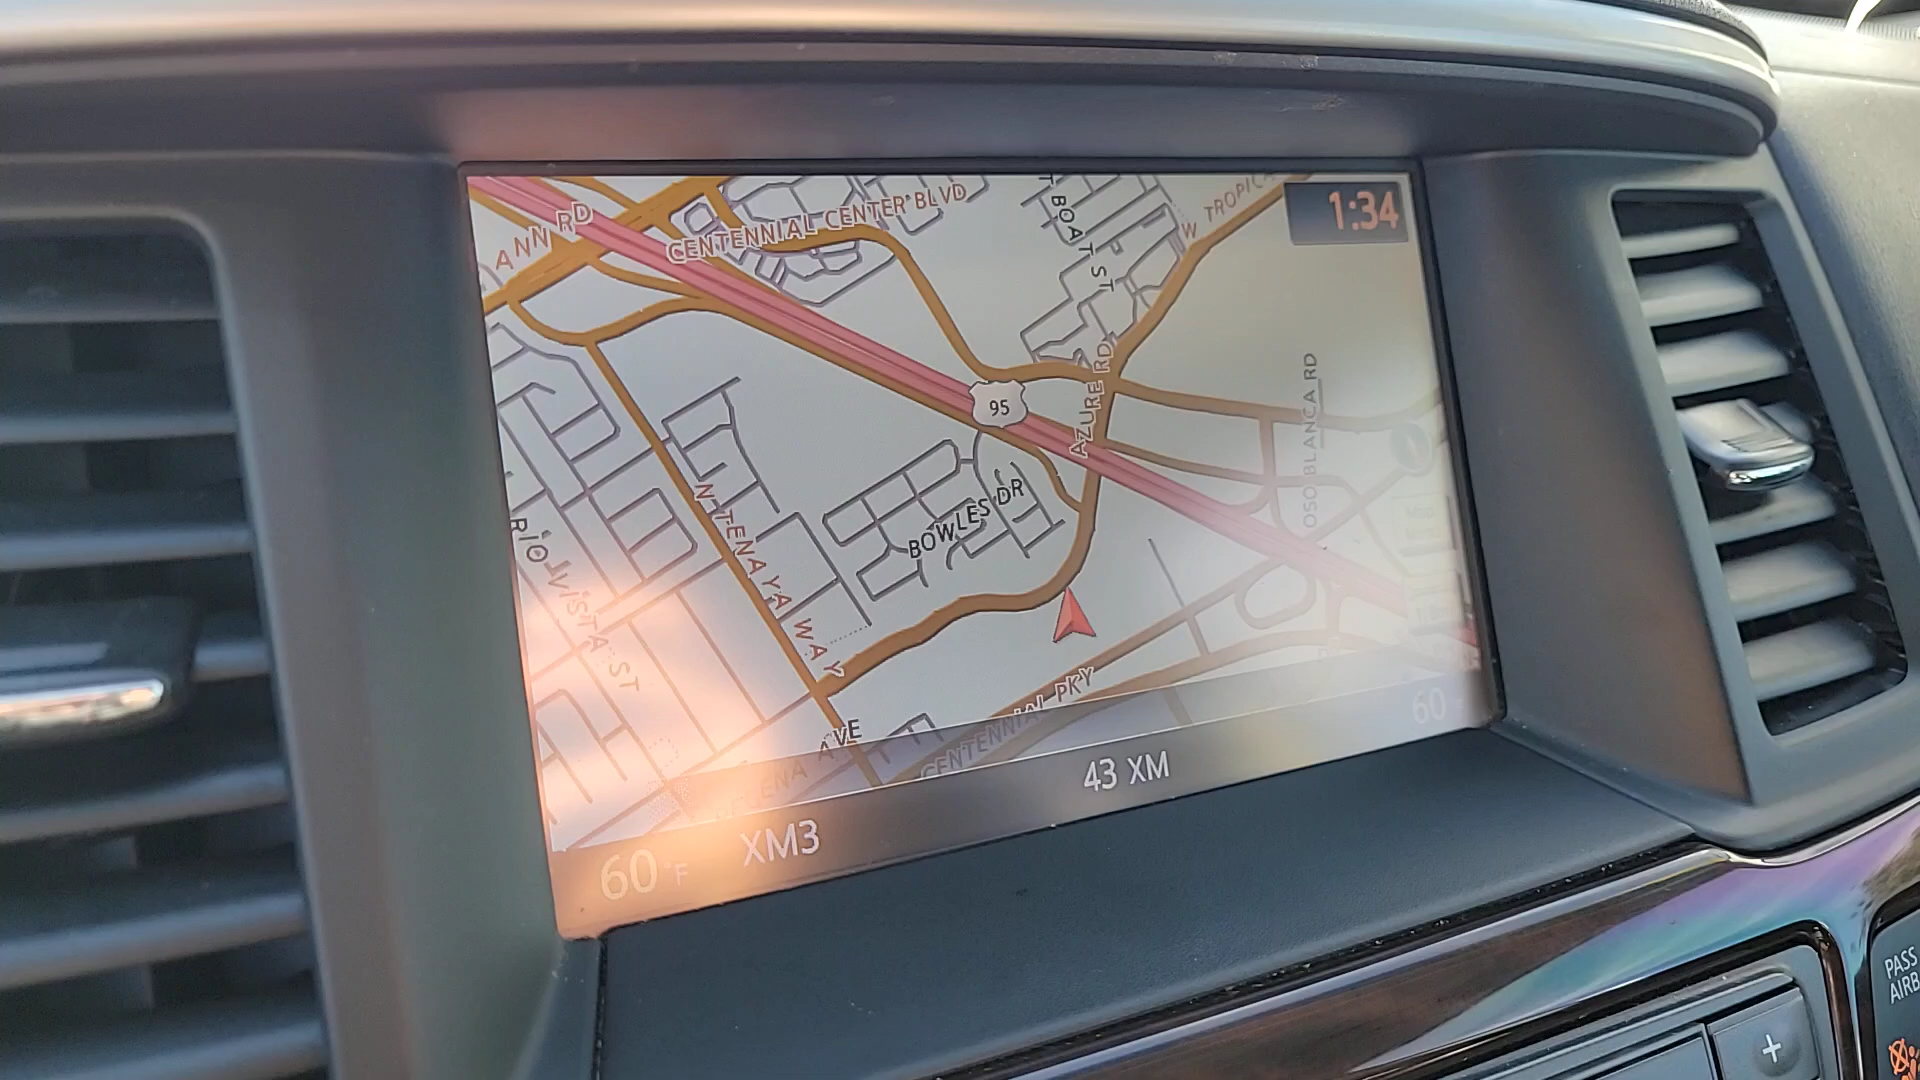 1:34
ANN RD
CENTENNIAL CENTER BLVD
BOAT ST
W TROPICA
95
AZURE RD
OSO BLANCA RD
BOWLES DR
N TENAYA WAY
RIO VISTA ST
CENTENNIAL PKY
AVE
60
43 XM
XM3
60°F
PASS
AIRB
+